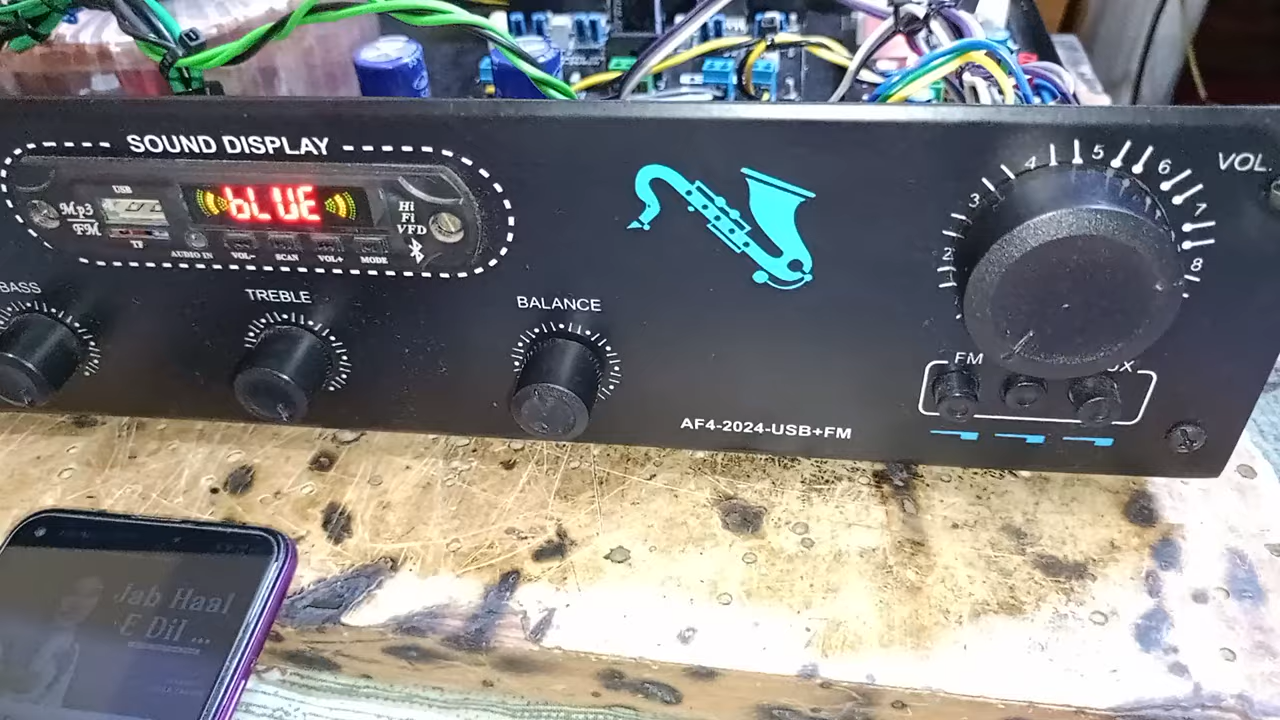 SOUND DISPLAY
VOL.
USB
Mp3
FM
TF
bLUE
Hi
Fi
VFD
AUDIO IN
VOL-
SCAN
VOL+
MODE
2
3
4
5
6
7
8
BASS
TREBLE
BALANCE
FM
AF4-2024-USB+FM
Jab Haal
E Dil ...